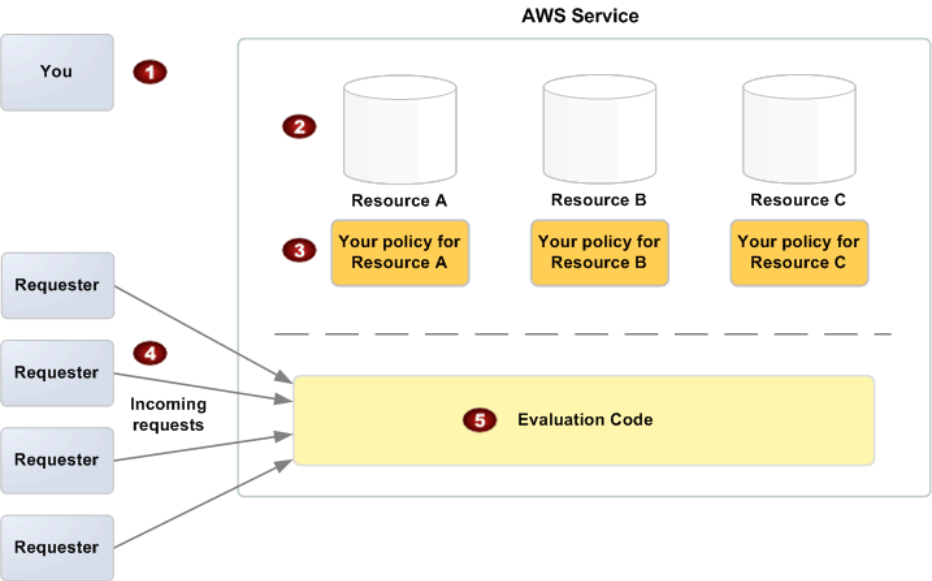 AWS Service
You
1
2
Resource A
Resource B
Resource C
3
Your policy for
Resource A
Your policy for
Resource B
Your policy for
Resource C
Requester
4
Requester
Incoming
requests
5
Evaluation Code
Requester
Requester